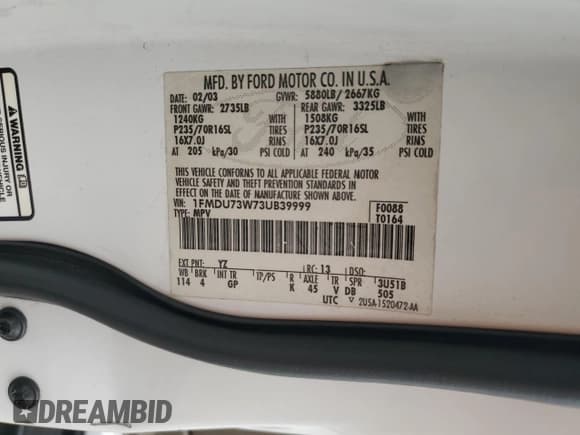 MFD. BY FORD MOTOR CO. IN U.S.A.
DATE: 02/03 GVWR: 5880LB/2667KG
FRONT GAWR: 2735LB REAR GAWR: 3325LB
1240KG WITH 1508KG WITH
P235/70R16SL TIRES P235/70R16SL TIRES
16X7.0J RIMS 16X7.0J RIMS
AT 205 kPa/30 PSI COLD AT 240 kPa/35 PSI COLD
THIS VEHICLE CONFORMS TO ALL APPLICABLE FEDERAL MOTOR
VEHICLE SAFETY AND THEFT PREVENTION STANDARDS IN
EFFECT ON THE DATE OF MANUFACTURE SHOWN ABOVE.
VIN: 1FMDU73W73UB39999 F0088
TYPE: MPV T0164
EXT PNT: YZ RC: 13 DSO:
WB BRK INT TR TP/PS R AXLE TR SPR 3U51B
114 4 GP K 45 V DB 505
UTC 2U5A-1520472-AA
WARNING
SERIOUS INJURY OR
DREAMBID